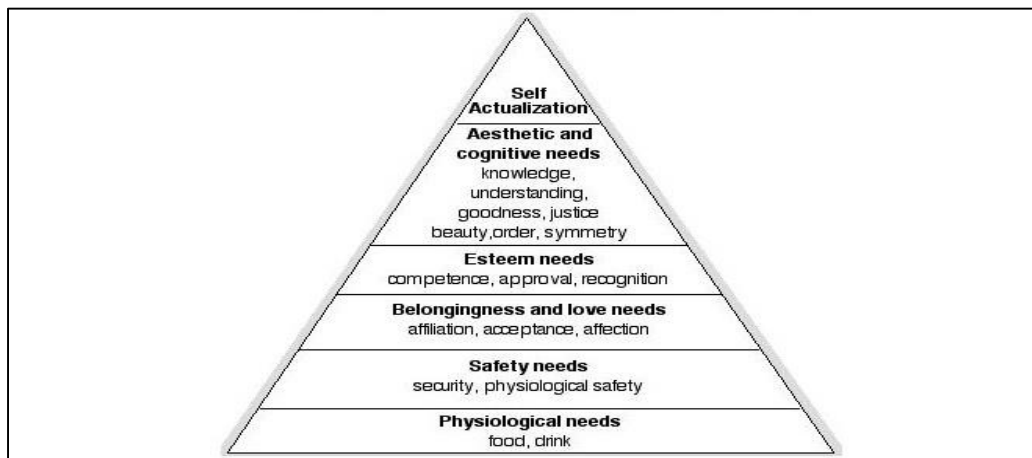 Self
Actualization
Aesthetic and
cognitive needs
knowledge,
understanding,
goodness, justice
beauty,order, symmetry
Esteem needs
competence, approval, recognition
Belongingness and love needs
affiliation, acceptance, affection
Safety needs
security, physiological safety
Physiological needs
food, drink